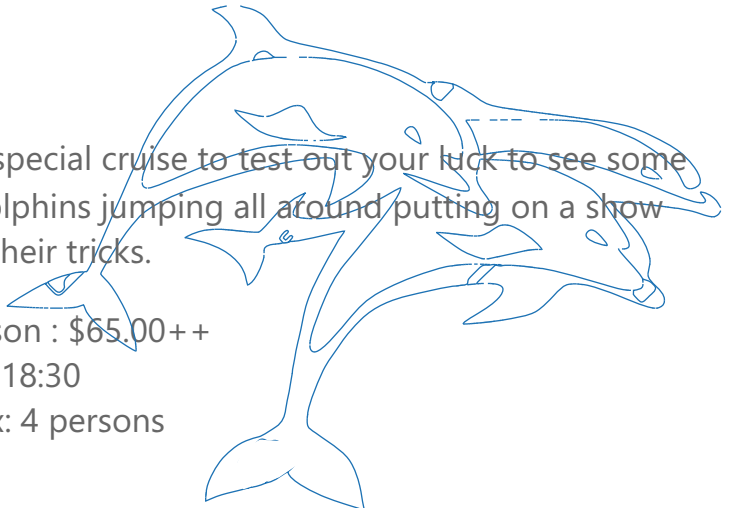 special cruise to test out your luck to see some
olphins jumping all around putting on a show
heir tricks.
son : $65.00++
18:30
x: 4 persons